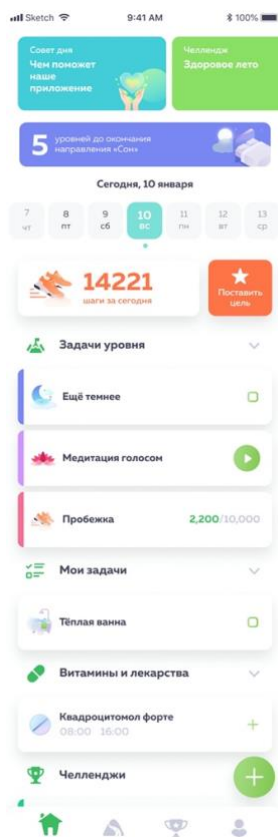 Sketch 9:41 AM 100%
Совет дня
Чем поможет
наше
приложение
Челлендж
Здоровое лето
5 уровней до окончания
направления «Сон»
Сегодня, 10 января
7 8 9 10 11 12 13
чт пт сб вс пн вт ср
14221
шаги за сегодня
Поставить
цель
Задачи уровня
Ещё темнее
Медитация голосом
Пробежка 2,200/10,000
Мои задачи
Тёплая ванна
Витамины и лекарства
Квадроцитомол форте
08:00 16:00
Челленджи